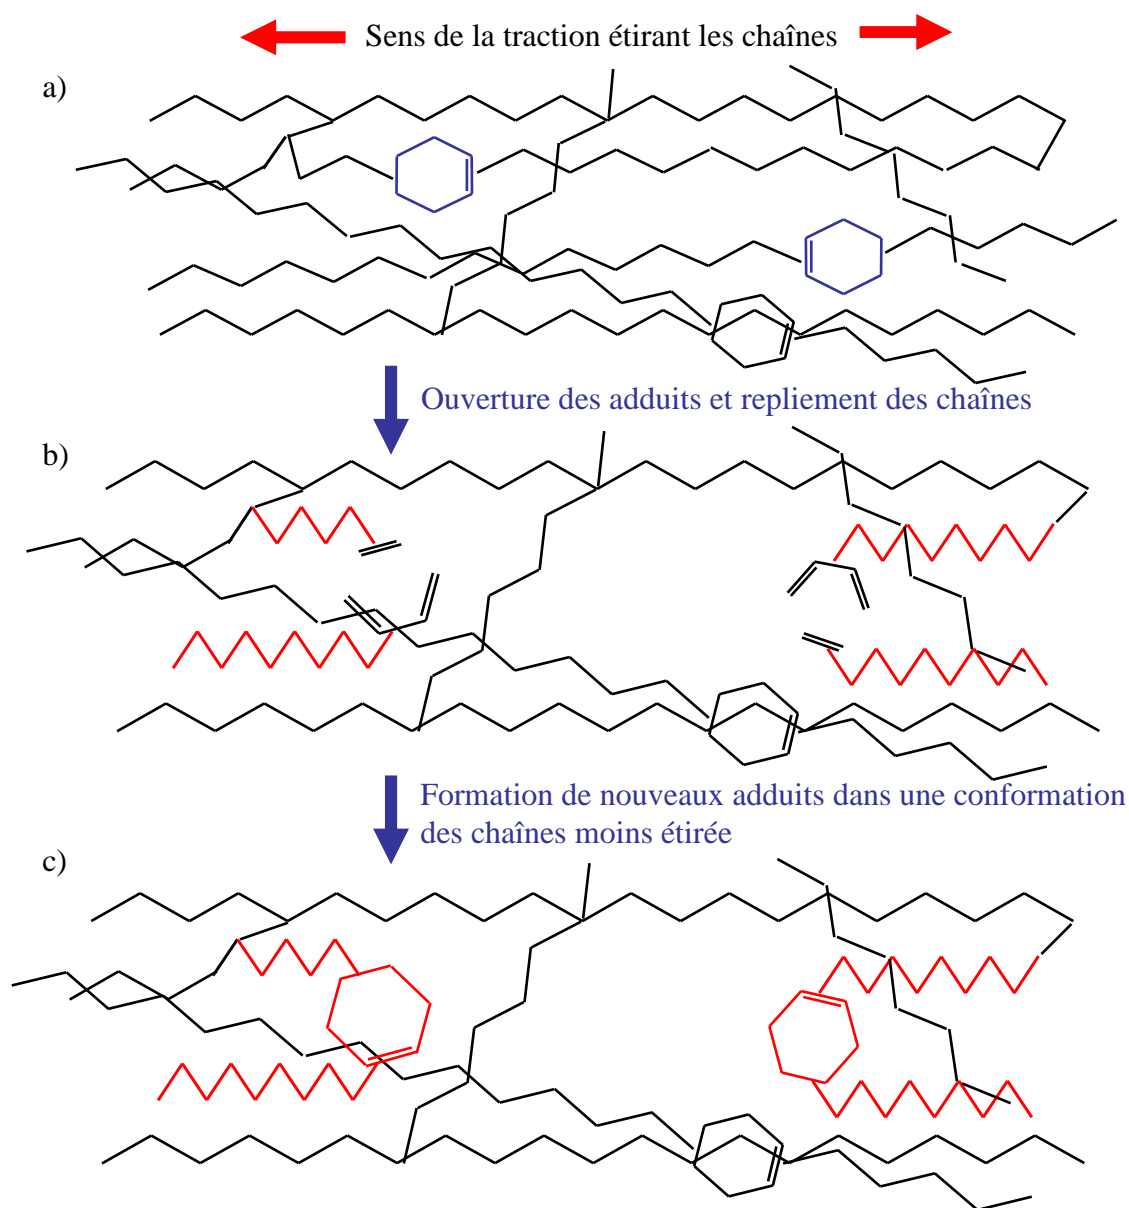 Sens de la traction étirant les chaînes
a)
Ouverture des adduits et repliement des chaînes
b)
Formation de nouveaux adduits dans une conformation
des chaînes moins étirée
c)